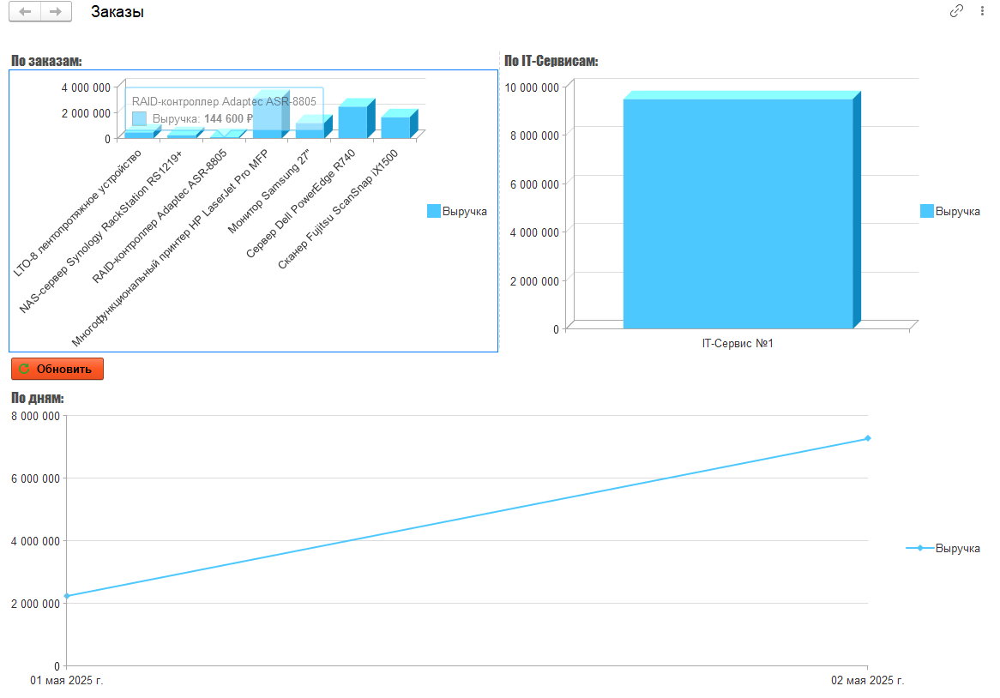 Заказы
По заказам:
4 000 000
2 000 000
0
RAID-контроллер Adaptec ASR-8805
Выручка: 144 600 ₽
LTO-8 лентопротяжное устройство
NAS-сервер Synology RackStation RS1219+
RAID-контроллер Adaptec ASR-8805
Многофункциональный принтер HP LaserJet Pro MFP
Монитор Samsung 27"
Сервер Dell PowerEdge R740
Сканер Fujitsu ScanSnap iX1500
Выручка
По IT-Сервисам:
10 000 000
8 000 000
6 000 000
4 000 000
2 000 000
0
IT-Сервис №1
Выручка
Обновить
По дням:
8 000 000
6 000 000
4 000 000
2 000 000
0
01 мая 2025 г.
02 мая 2025 г.
Выручка